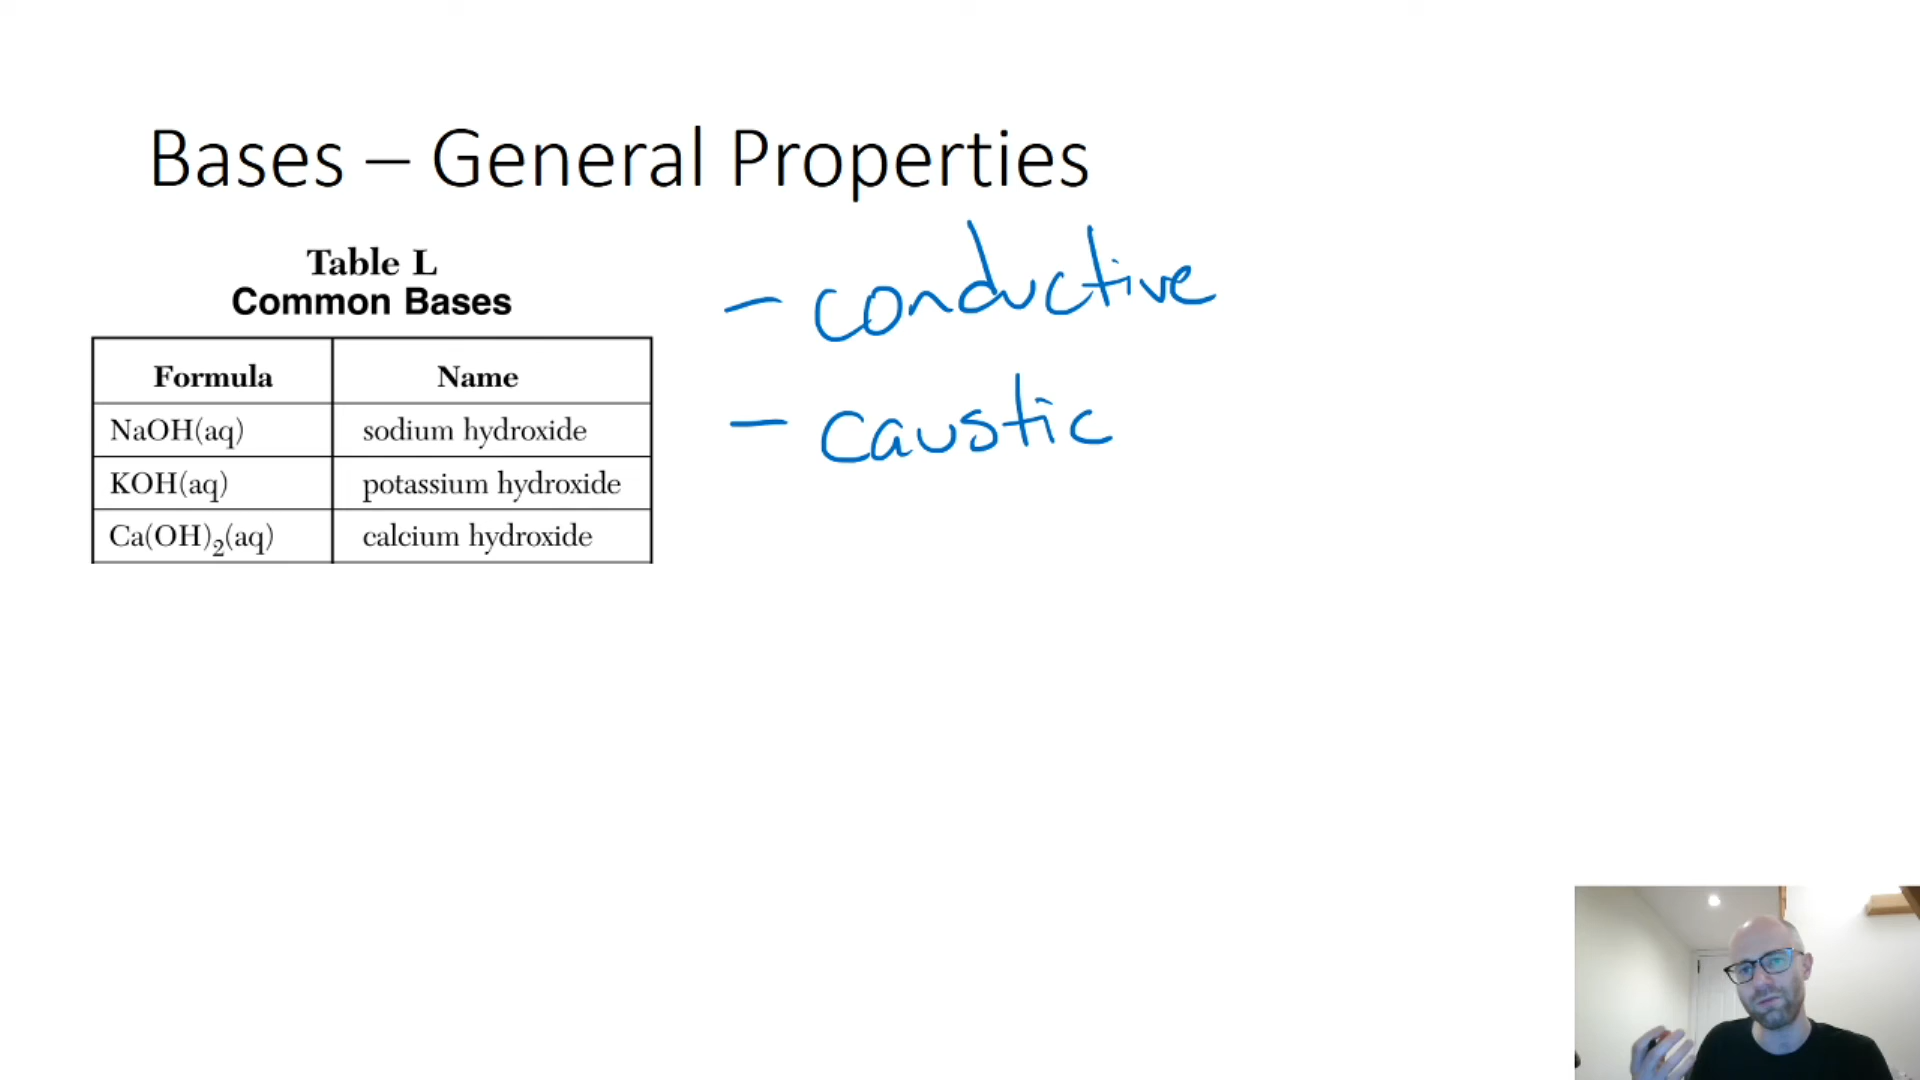 Bases – General Properties
Table L
Common Bases
Formula Name
NaOH(aq) sodium hydroxide
KOH(aq) potassium hydroxide
Ca(OH)₂(aq) calcium hydroxide
– conductive
– caustic